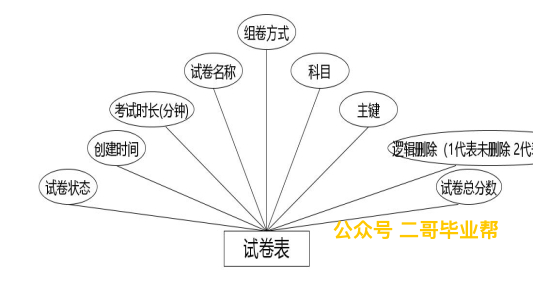 组卷方式
试卷名称
科目
考试时长(分钟)
主键
创建时间
逻辑删除（1代表未删除 2代表
试卷状态
试卷总分数
公众号 二哥毕业帮
试卷表